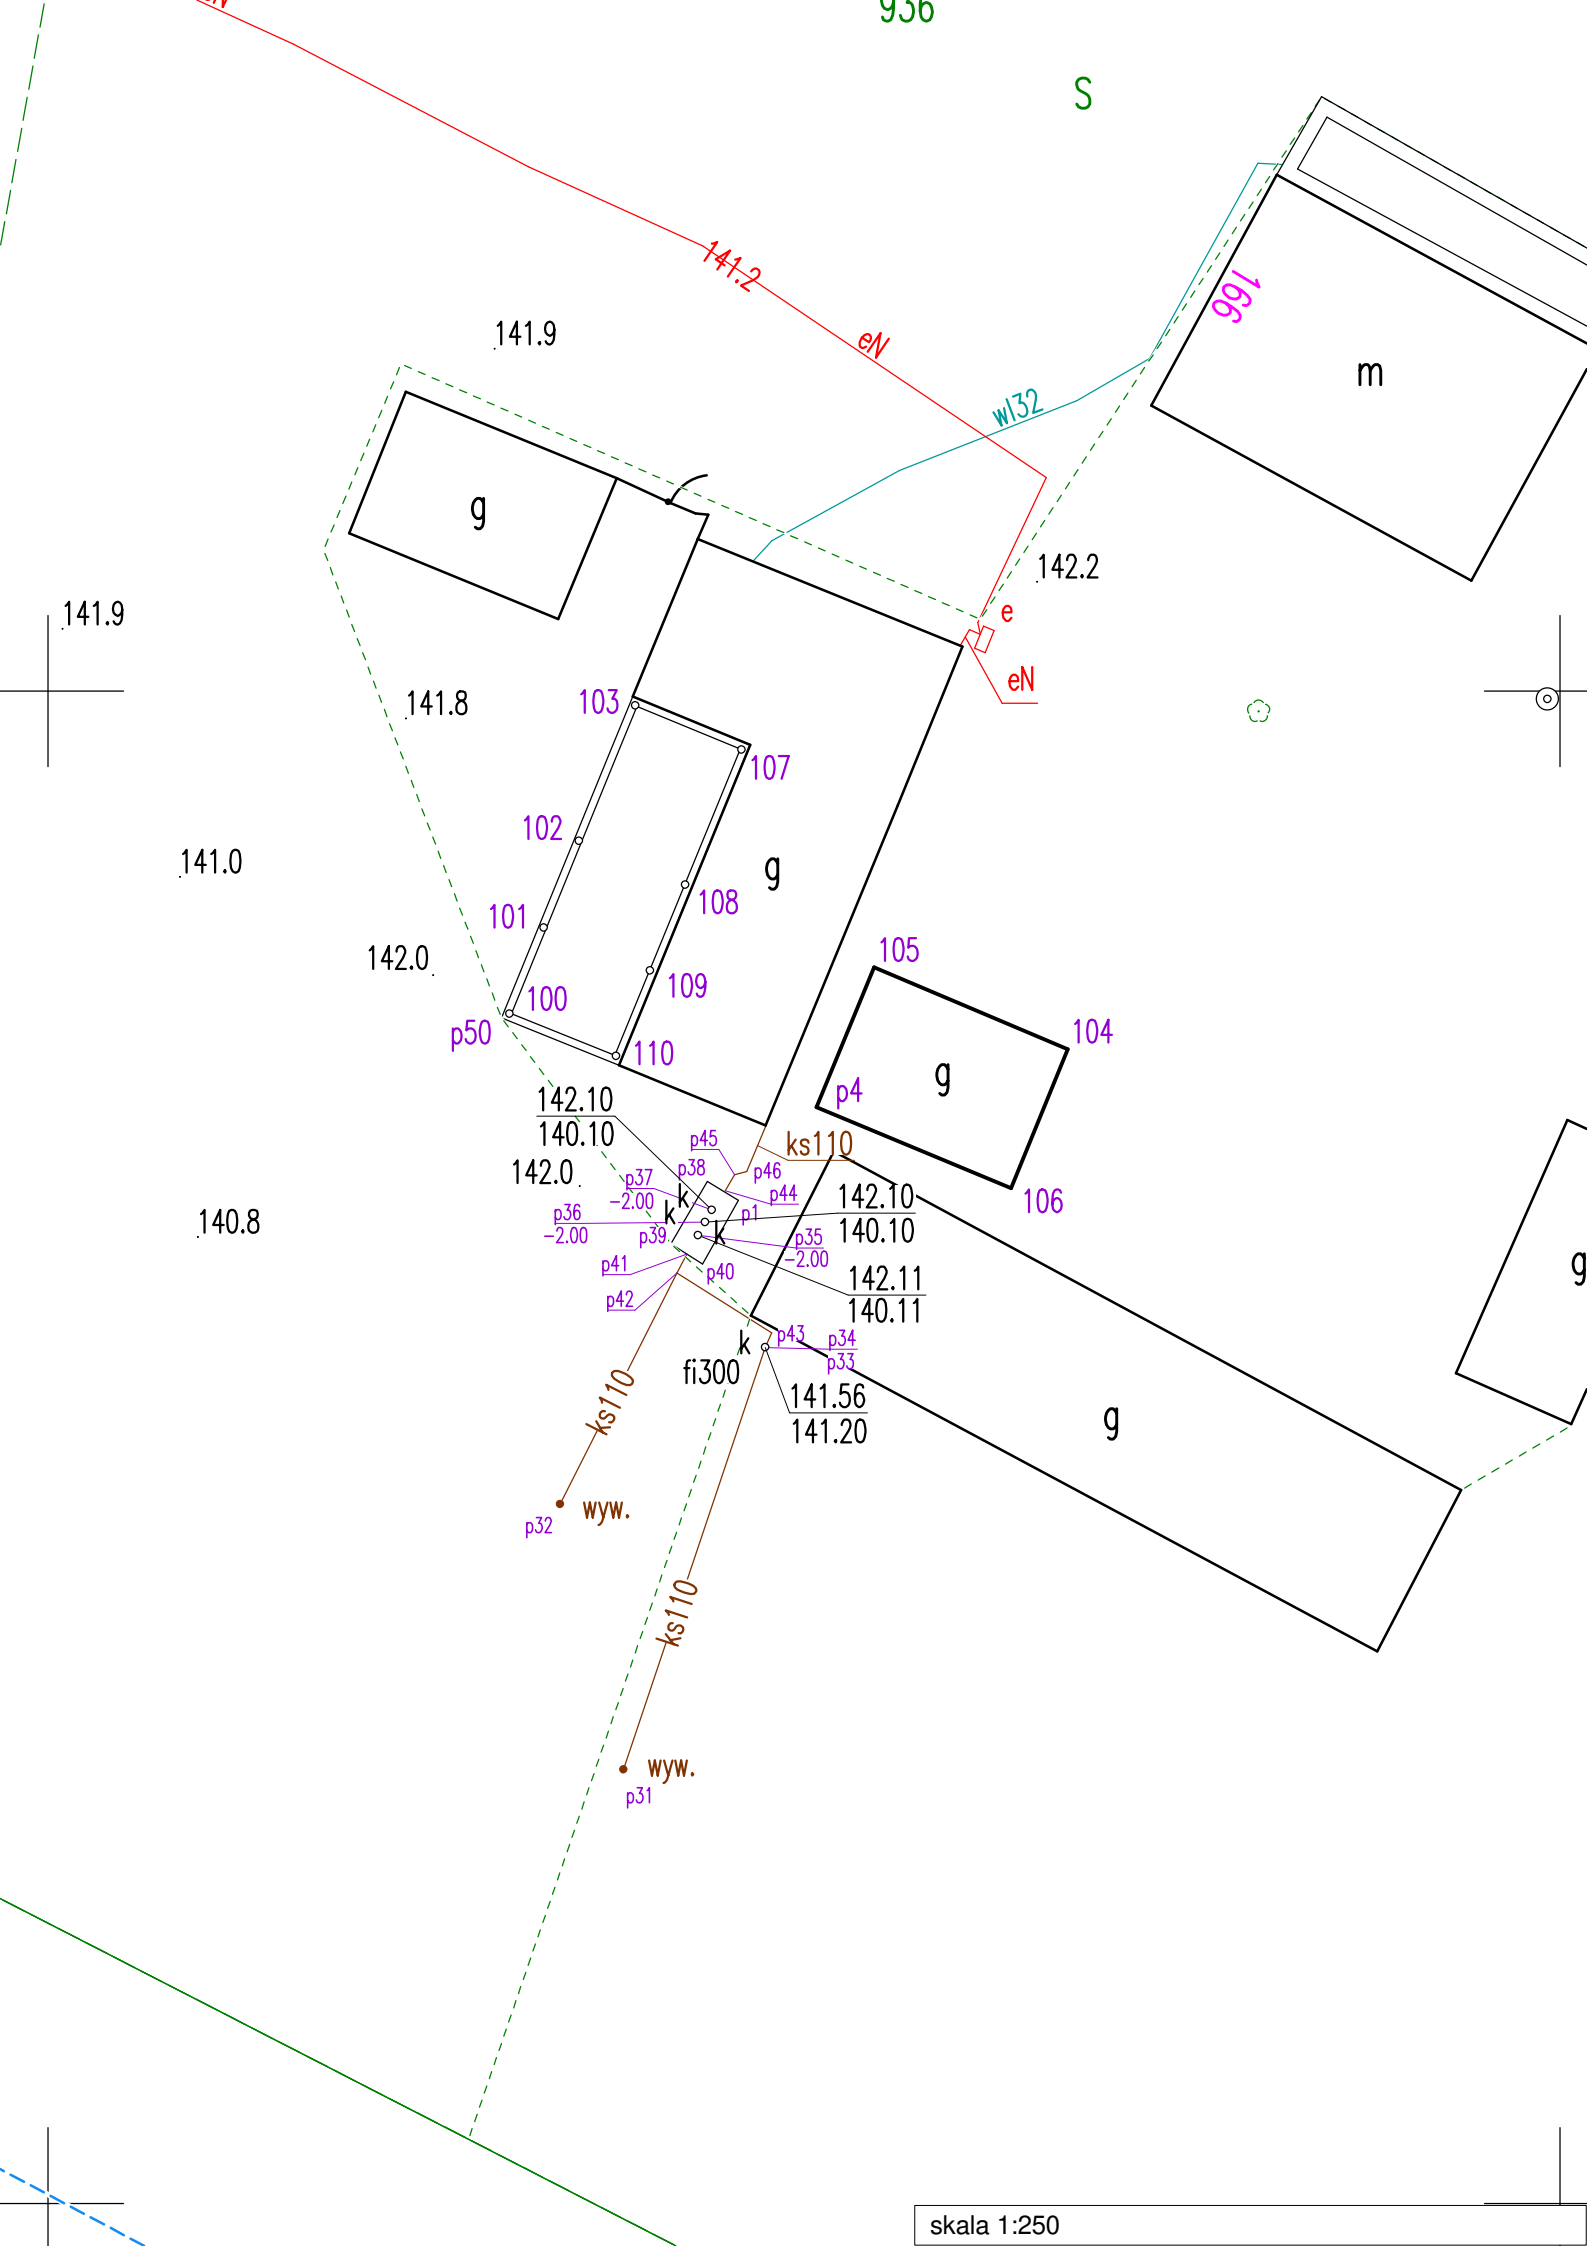 936
S
141.2
eN
141.9
166
m
wl32
g
142.2
e
141.9
eN
141.8
103
107
102
141.0
g
108
101
142.0
105
109
100
p50
104
110
g
p4
142.10
140.10
p45
ks110
142.0
p38
p46
p37
-2.00
k
p44
106
142.10
140.10
p36
-2.00
k
p1
140.8
p39
k
p35
-2.00
p41
p40
g
142.11
140.11
p42
p43
p34
p33
k
fi300
141.56
141.20
ks110
g
wyw.
p32
ks110
wyw.
p31
skala 1:250